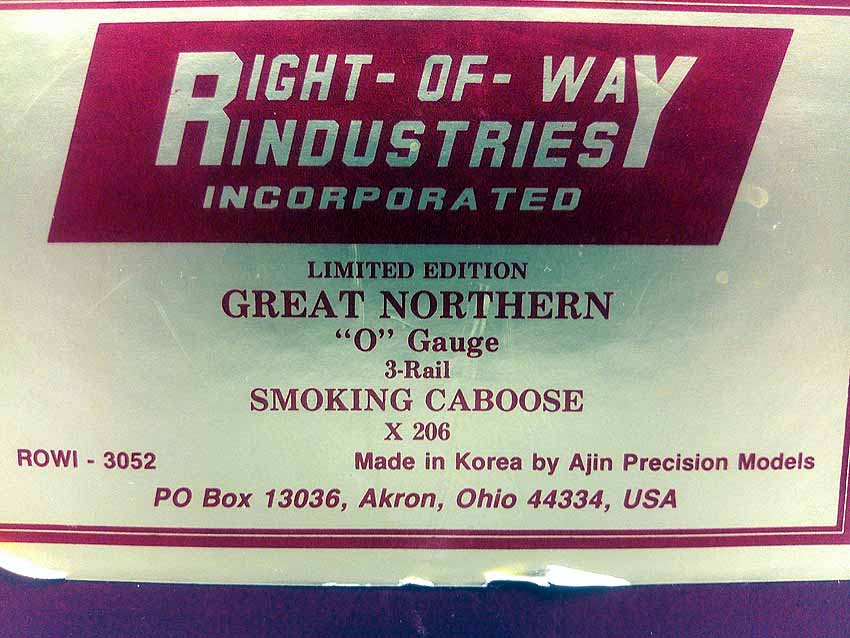 RIGHT-OF-WAY
INDUSTRIES
INCORPORATED
LIMITED EDITION
GREAT NORTHERN
“O” Gauge
3-Rail
SMOKING CABOOSE
X 206
ROWI - 3052 Made in Korea by Ajin Precision Models
PO Box 13036, Akron, Ohio 44334, USA